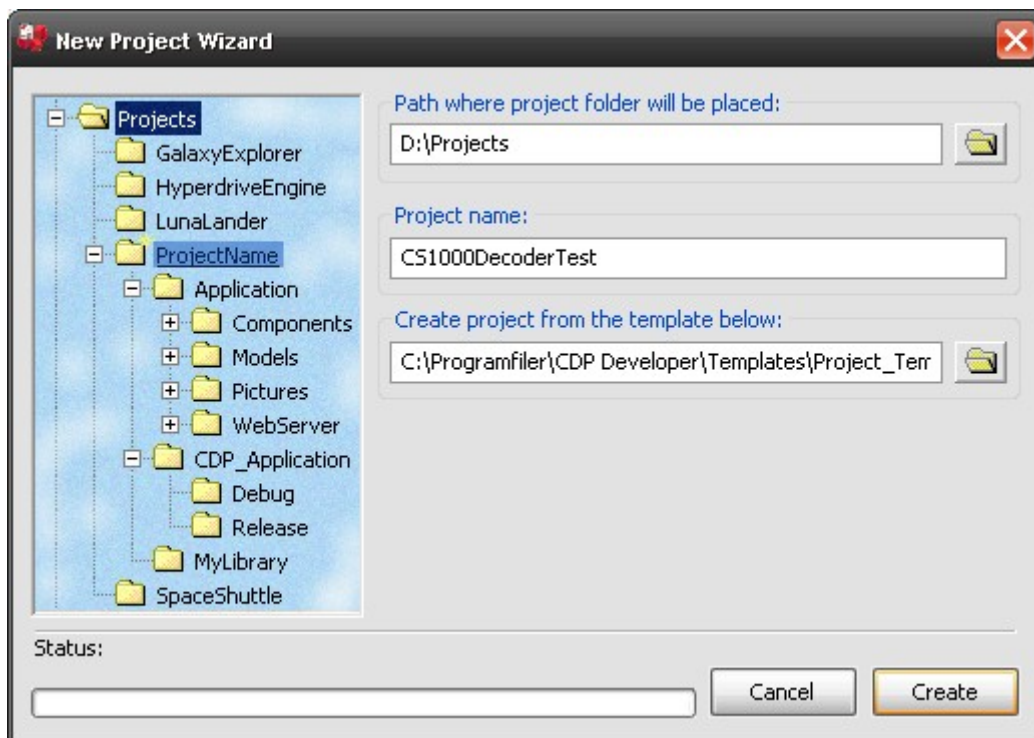 New Project Wizard
Projects
GalaxyExplorer
HyperdriveEngine
LunaLander
ProjectName
Application
Components
Models
Pictures
WebServer
CDP_Application
Debug
Release
MyLibrary
SpaceShuttle
Path where project folder will be placed:
D:\Projects
Project name:
CS1000DecoderTest
Create project from the template below:
C:\Programfiler\CDP Developer\Templates\Project_Tem
Status:
Cancel
Create